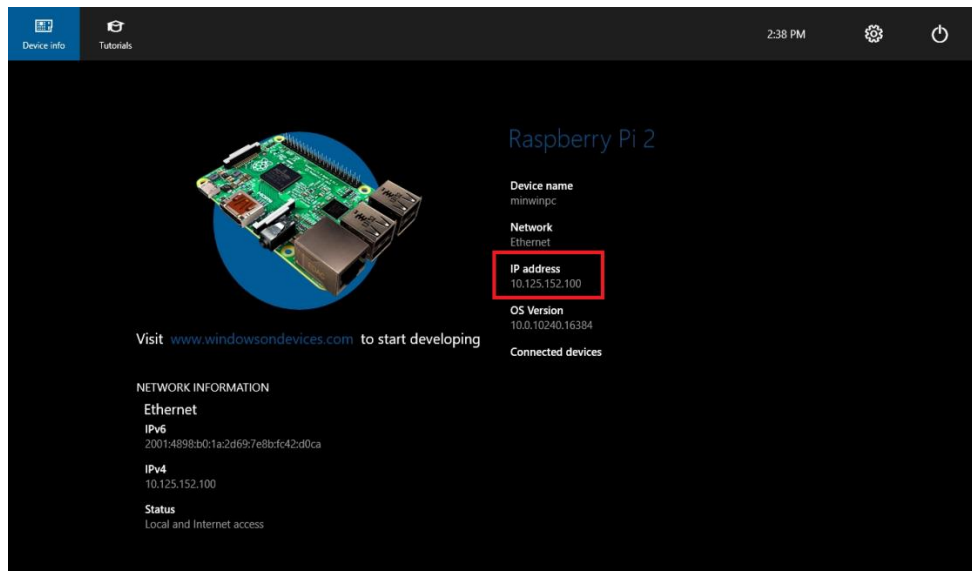 Device info
Tutorials
2:38 PM
Raspberry Pi 2
Device name
minwinpc
Network
Ethernet
IP address
10.125.152.100
OS Version
10.0.10240.16384
Connected devices
Visit www.windowsondevices.com to start developing
NETWORK INFORMATION
Ethernet
IPv6
2001:4898:b0:1a:2d69:7e8b:fc42:d0ca
IPv4
10.125.152.100
Status
Local and Internet access